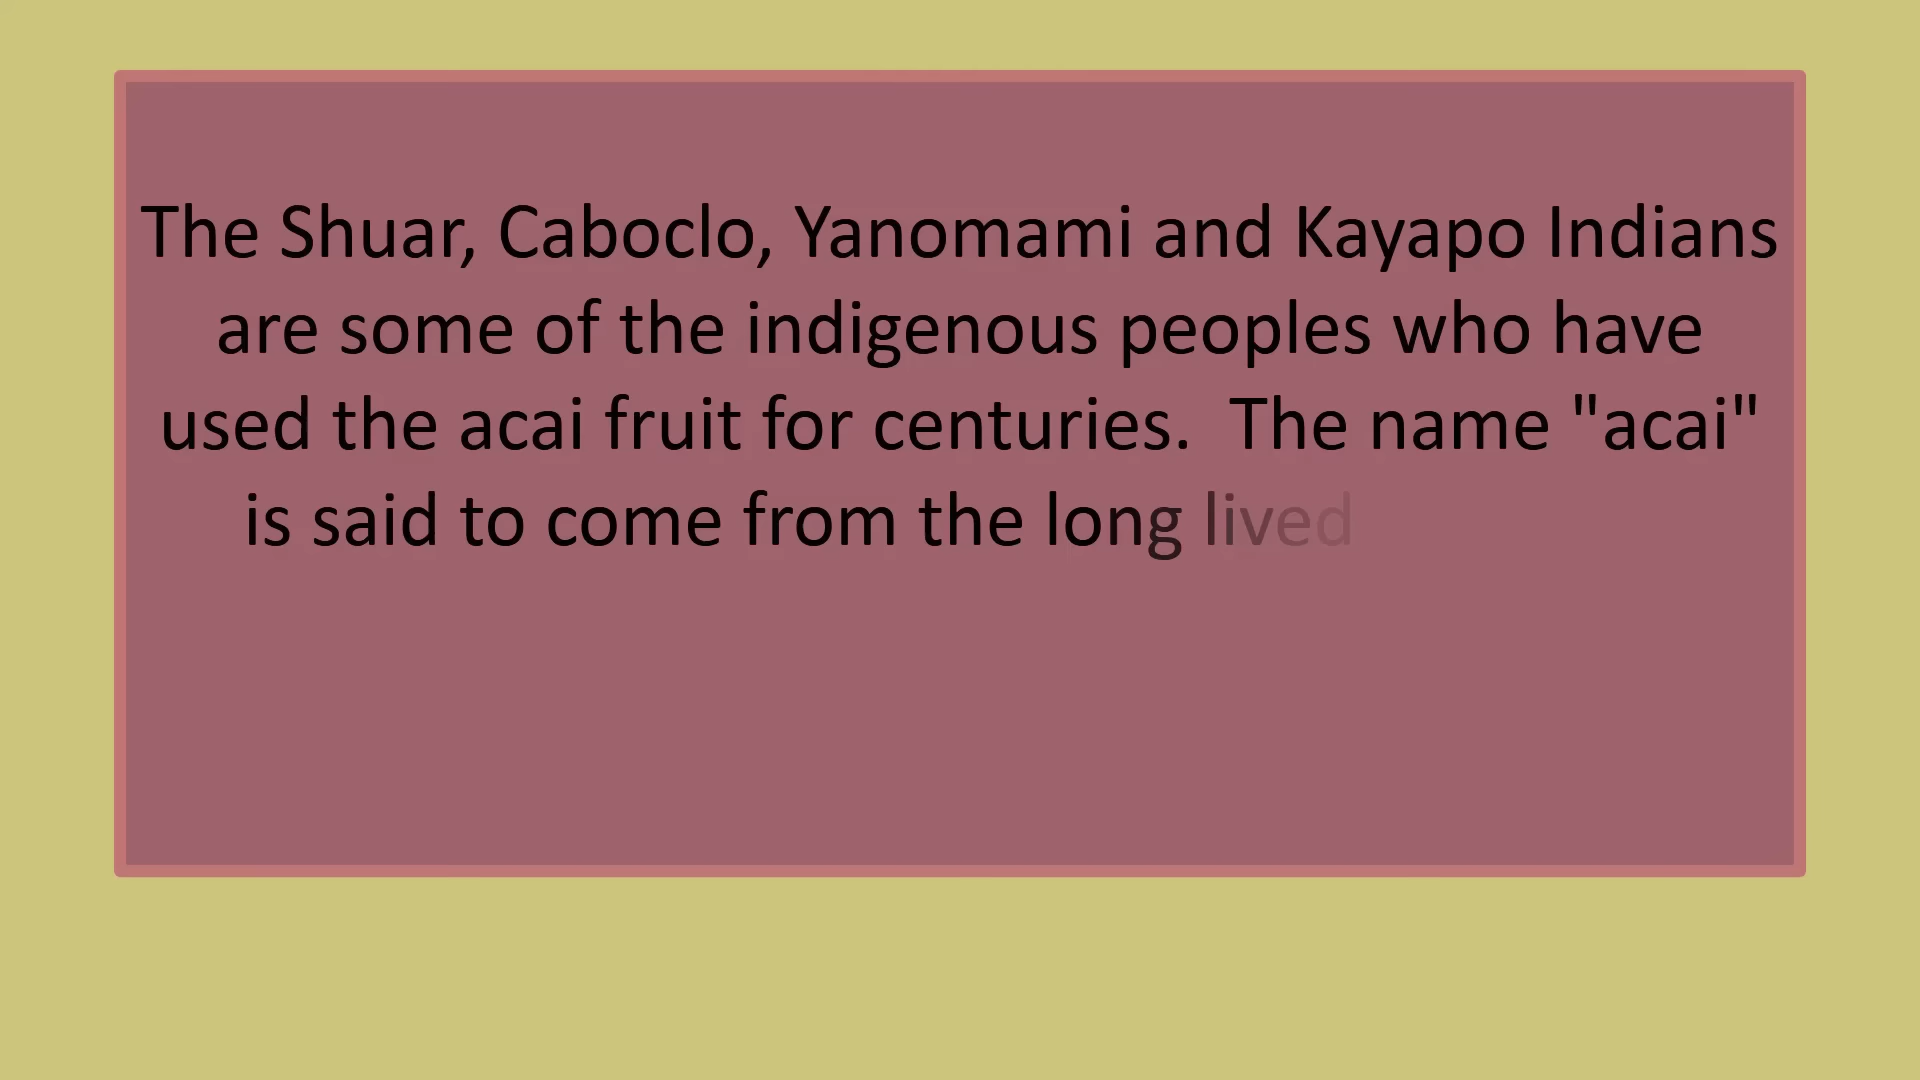 The Shuar, Caboclo, Yanomami and Kayapo Indians
are some of the indigenous peoples who have
used the acai fruit for centuries.  The name "acai"
is said to come from the long lived